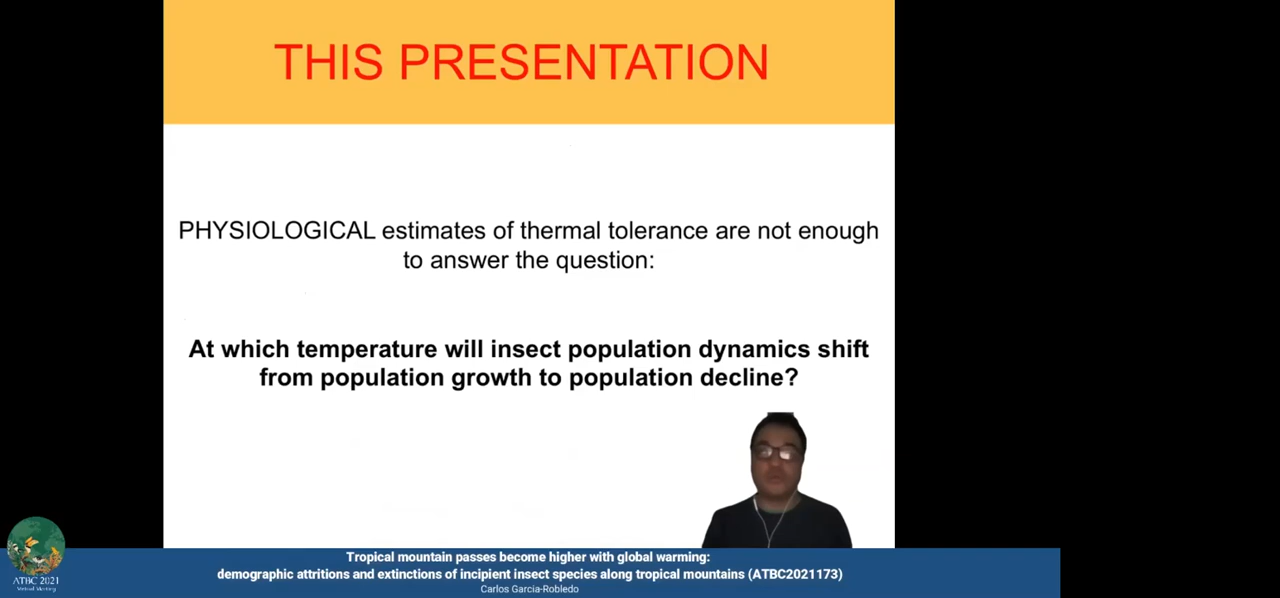 THIS PRESENTATION
PHYSIOLOGICAL estimates of thermal tolerance are not enough
to answer the question:
At which temperature will insect population dynamics shift
from population growth to population decline?
ATBC 2021
Virtual Meeting
Tropical mountain passes become higher with global warming:
demographic attritions and extinctions of incipient insect species along tropical mountains (ATBC2021173)
Carlos Garcia-Robledo